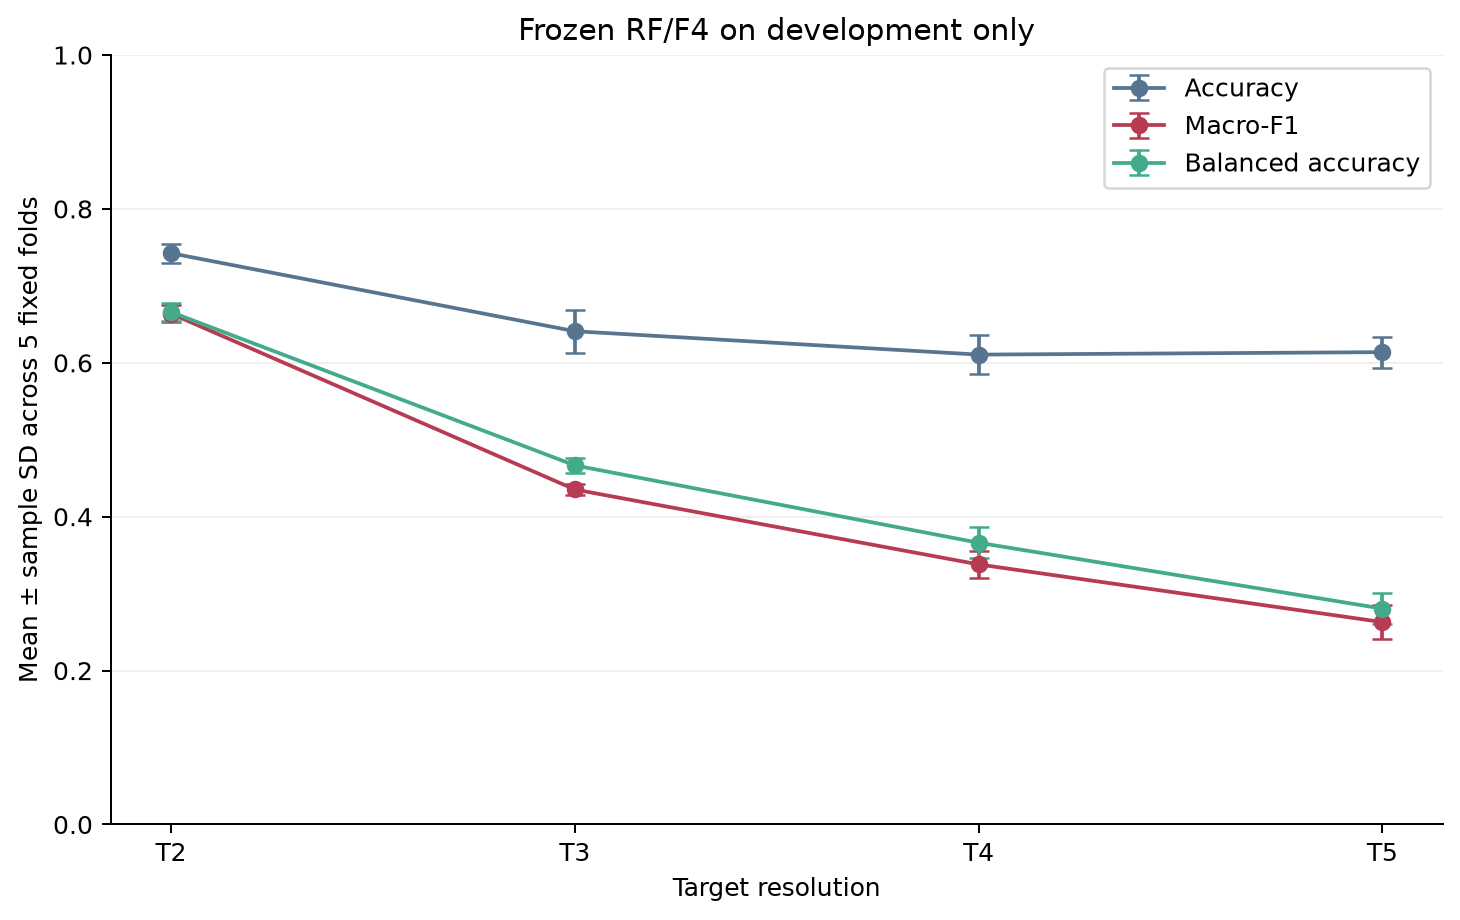 Frozen RF/F4 on development only
Accuracy
Macro-F1
Balanced accuracy
Mean ± sample SD across 5 fixed folds
1.0
0.8
0.6
0.4
0.2
0.0
T2
T3
T4
T5
Target resolution